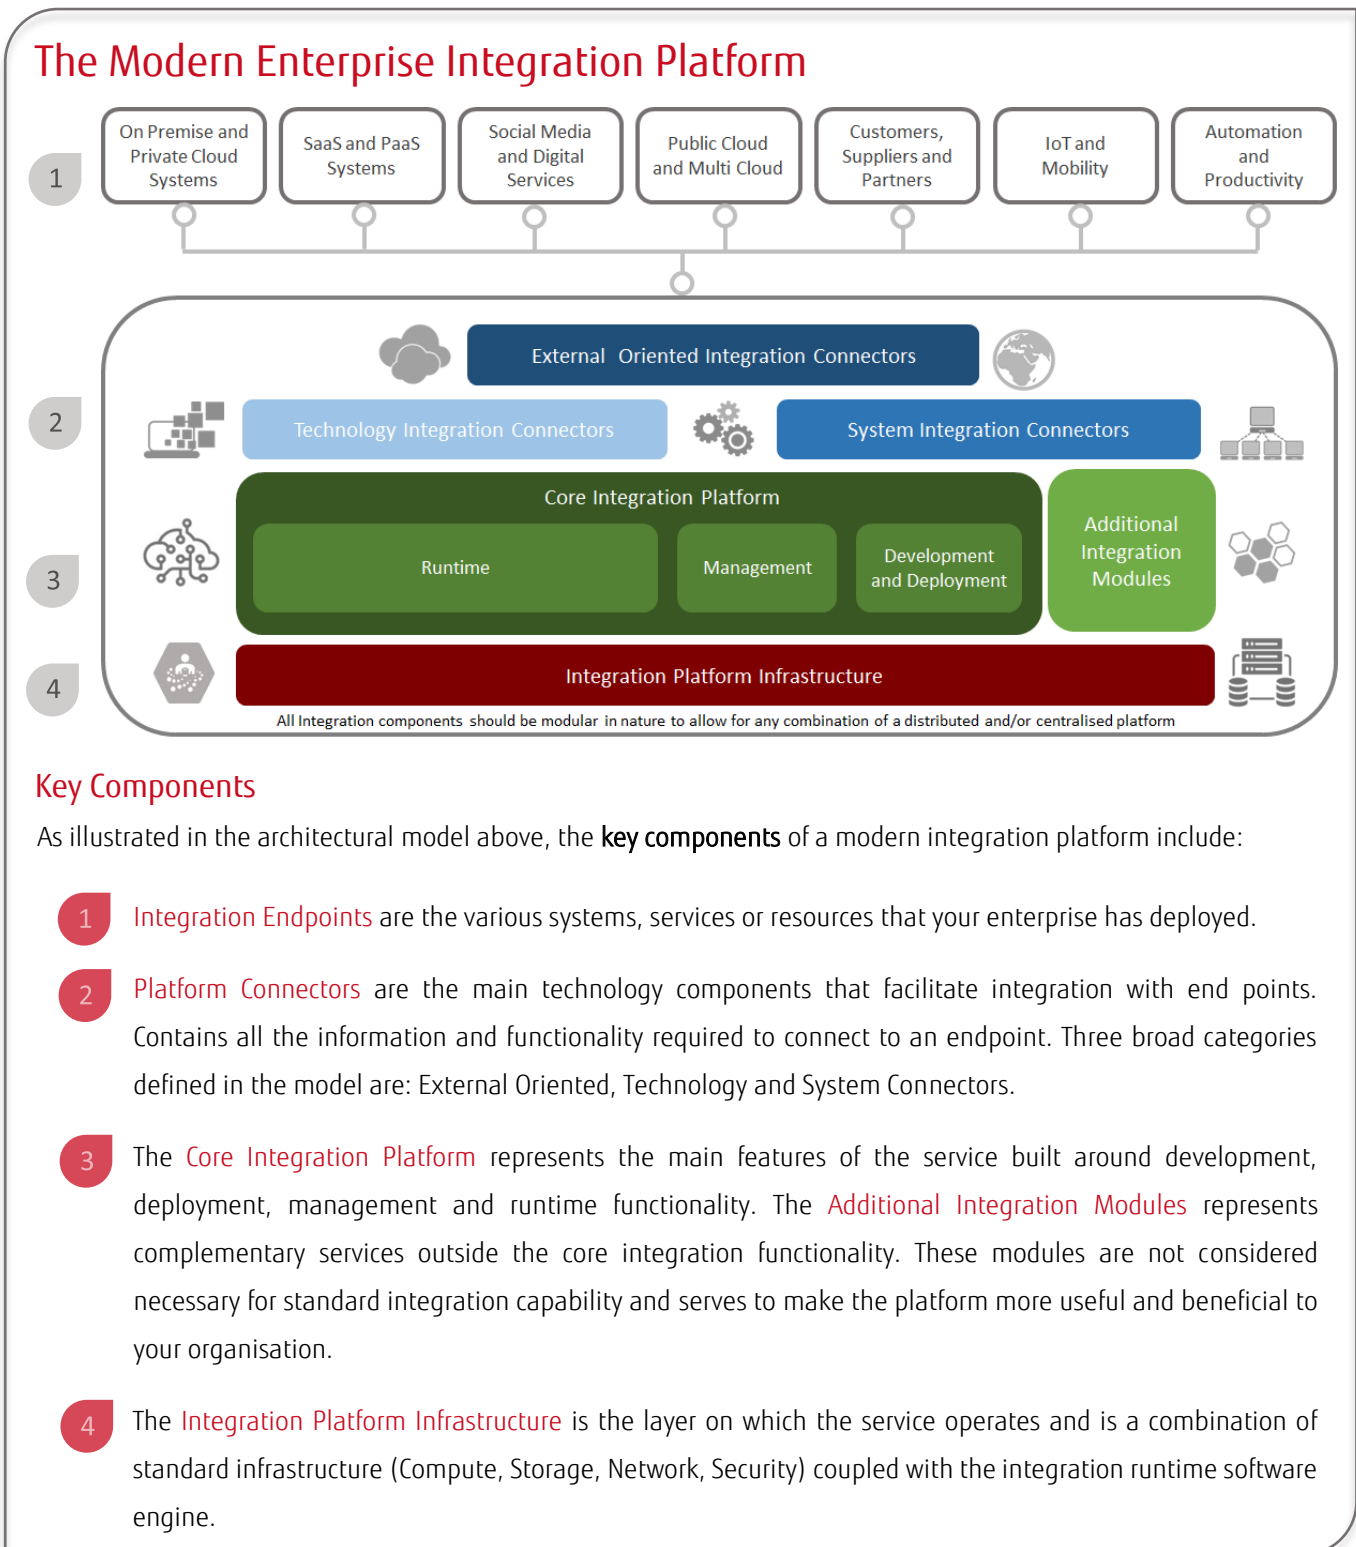 The Modern Enterprise Integration Platform
1
On Premise and
Private Cloud
Systems
SaaS and PaaS
Systems
Social Media
and Digital
Services
Public Cloud
and Multi Cloud
Customers,
Suppliers and
Partners
IoT and
Mobility
Automation
and
Productivity
External Oriented Integration Connectors
2
Technology Integration Connectors
System Integration Connectors
3
Core Integration Platform
Runtime
Management
Development
and Deployment
Additional
Integration
Modules
4
Integration Platform Infrastructure
All Integration components should be modular in nature to allow for any combination of a distributed and/or centralised platform
Key Components
As illustrated in the architectural model above, the key components of a modern integration platform include:
1 Integration Endpoints are the various systems, services or resources that your enterprise has deployed.
2 Platform Connectors are the main technology components that facilitate integration with end points.
Contains all the information and functionality required to connect to an endpoint. Three broad categories
defined in the model are: External Oriented, Technology and System Connectors.
3 The Core Integration Platform represents the main features of the service built around development,
deployment, management and runtime functionality. The Additional Integration Modules represents
complementary services outside the core integration functionality. These modules are not considered
necessary for standard integration capability and serves to make the platform more useful and beneficial to
your organisation.
4 The Integration Platform Infrastructure is the layer on which the service operates and is a combination of
standard infrastructure (Compute, Storage, Network, Security) coupled with the integration runtime software
engine.